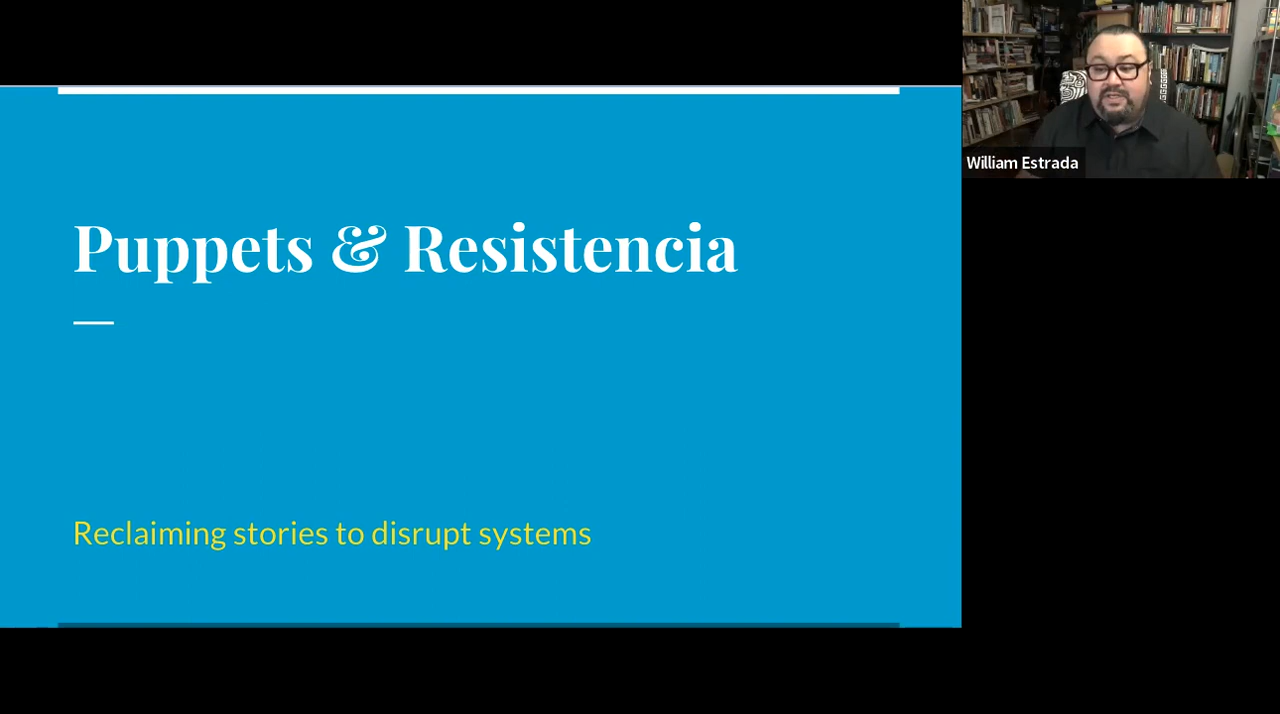 Puppets & Resistencia
Reclaiming stories to disrupt systems
William Estrada